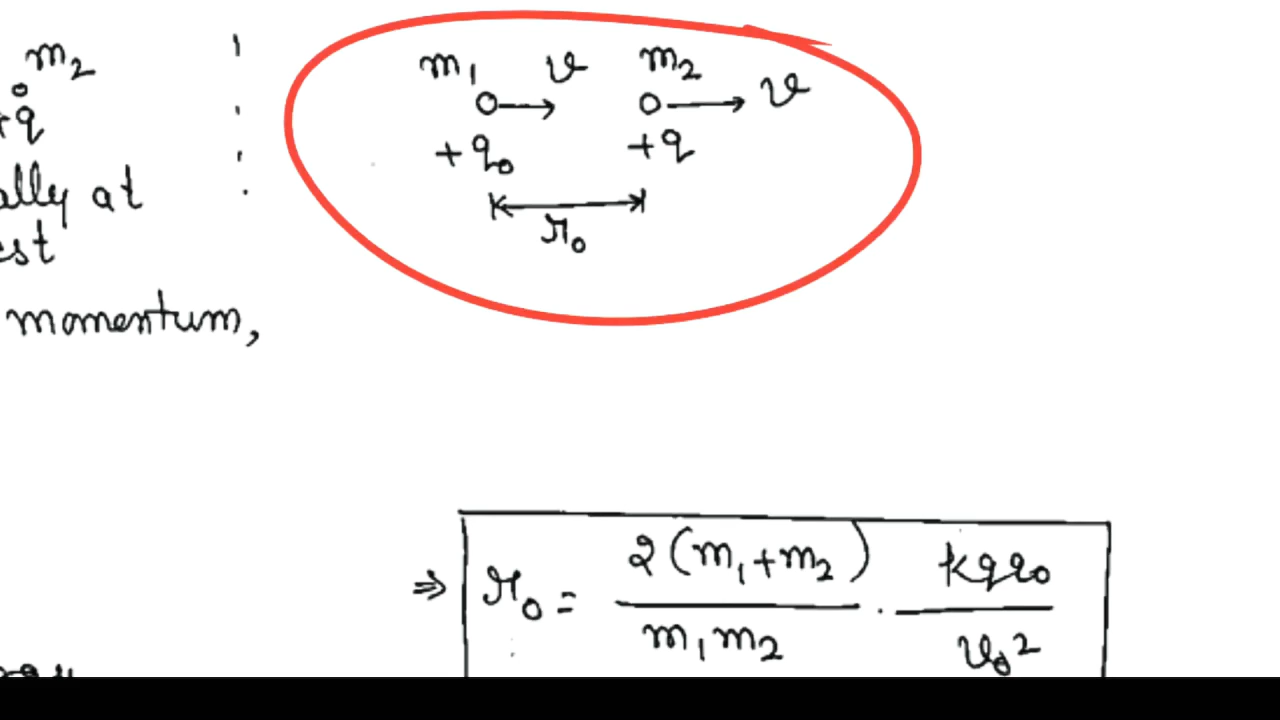 m₂
+q
ally at
est
momentum,
m₁ v m₂ v
+q₀ +q
r₀
⇒ r₀ = 2(m₁+m₂) / m₁m₂ · kqq₀ / v₀²